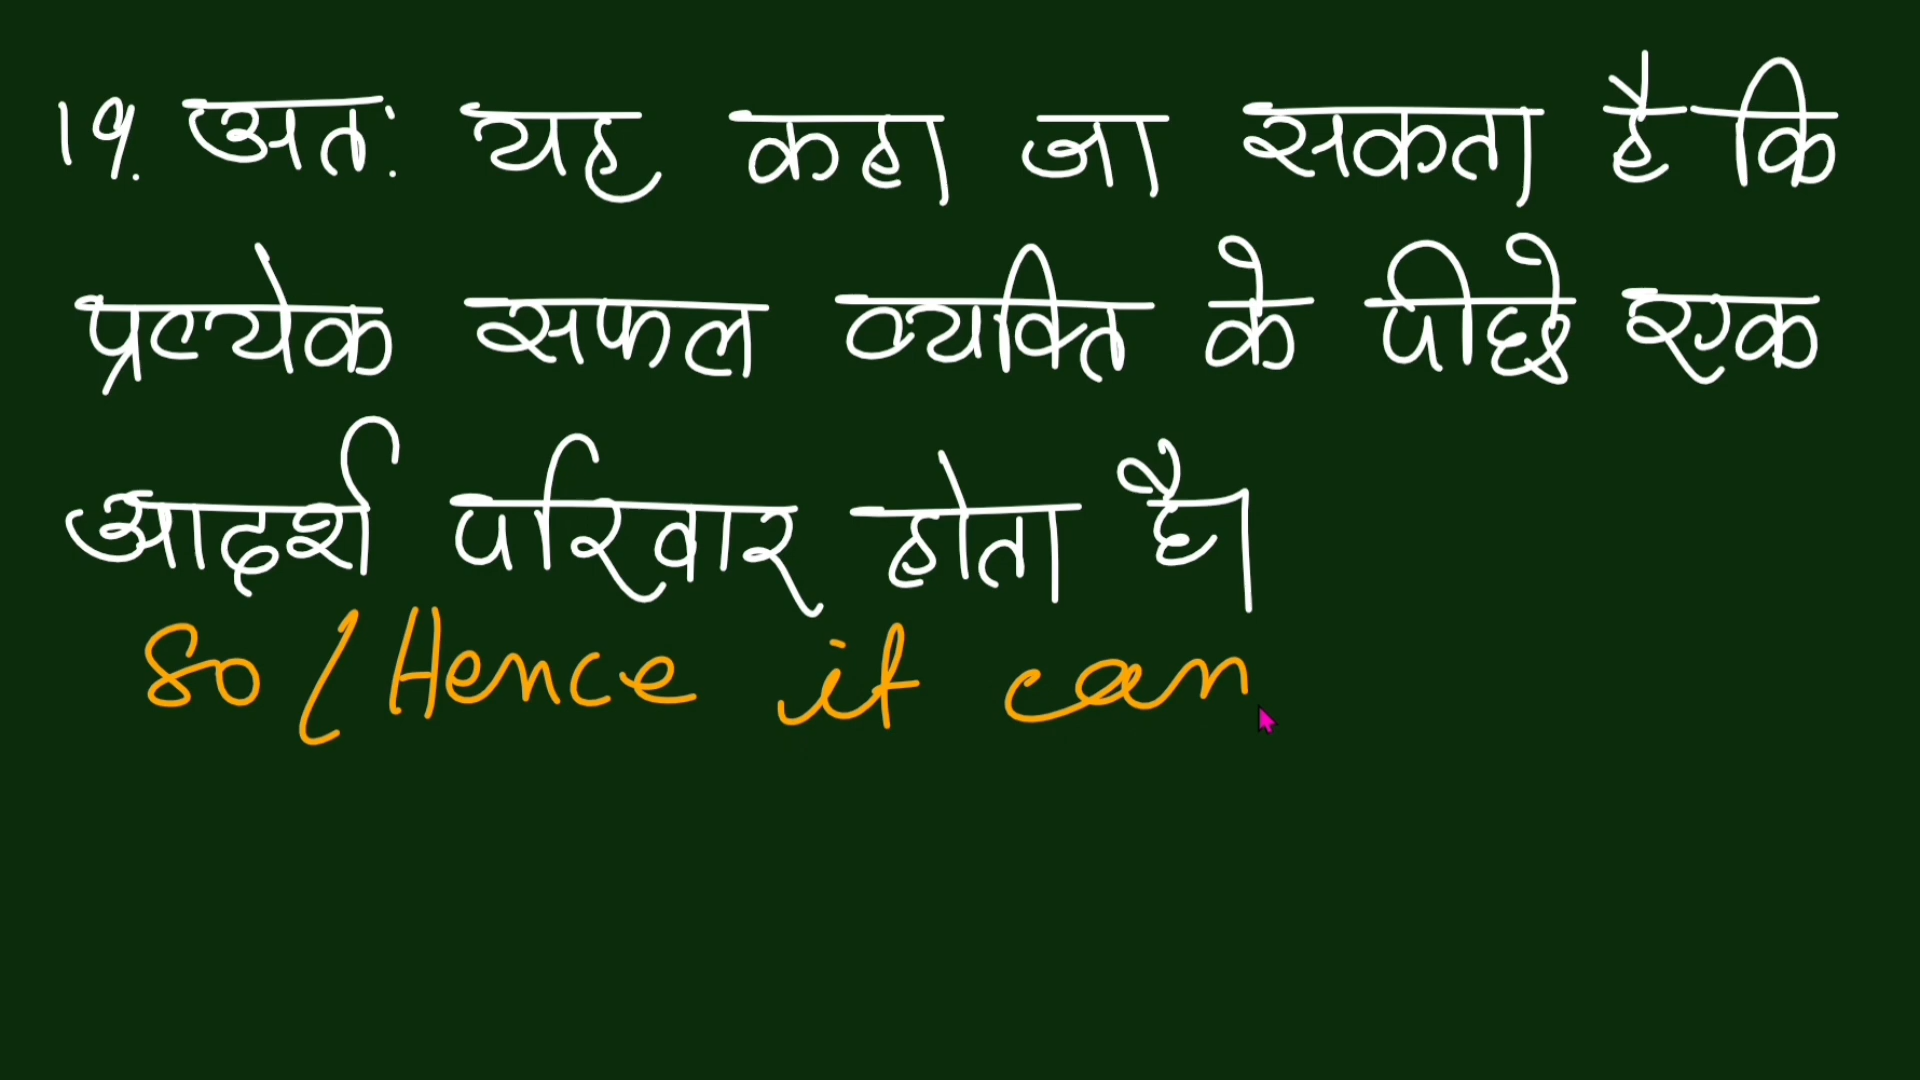 19. अतः यह कहा जा सकता है कि
प्रत्येक सफल व्यक्ति के पीछे एक
आदर्श परिवार होता है।
So / Hence it can